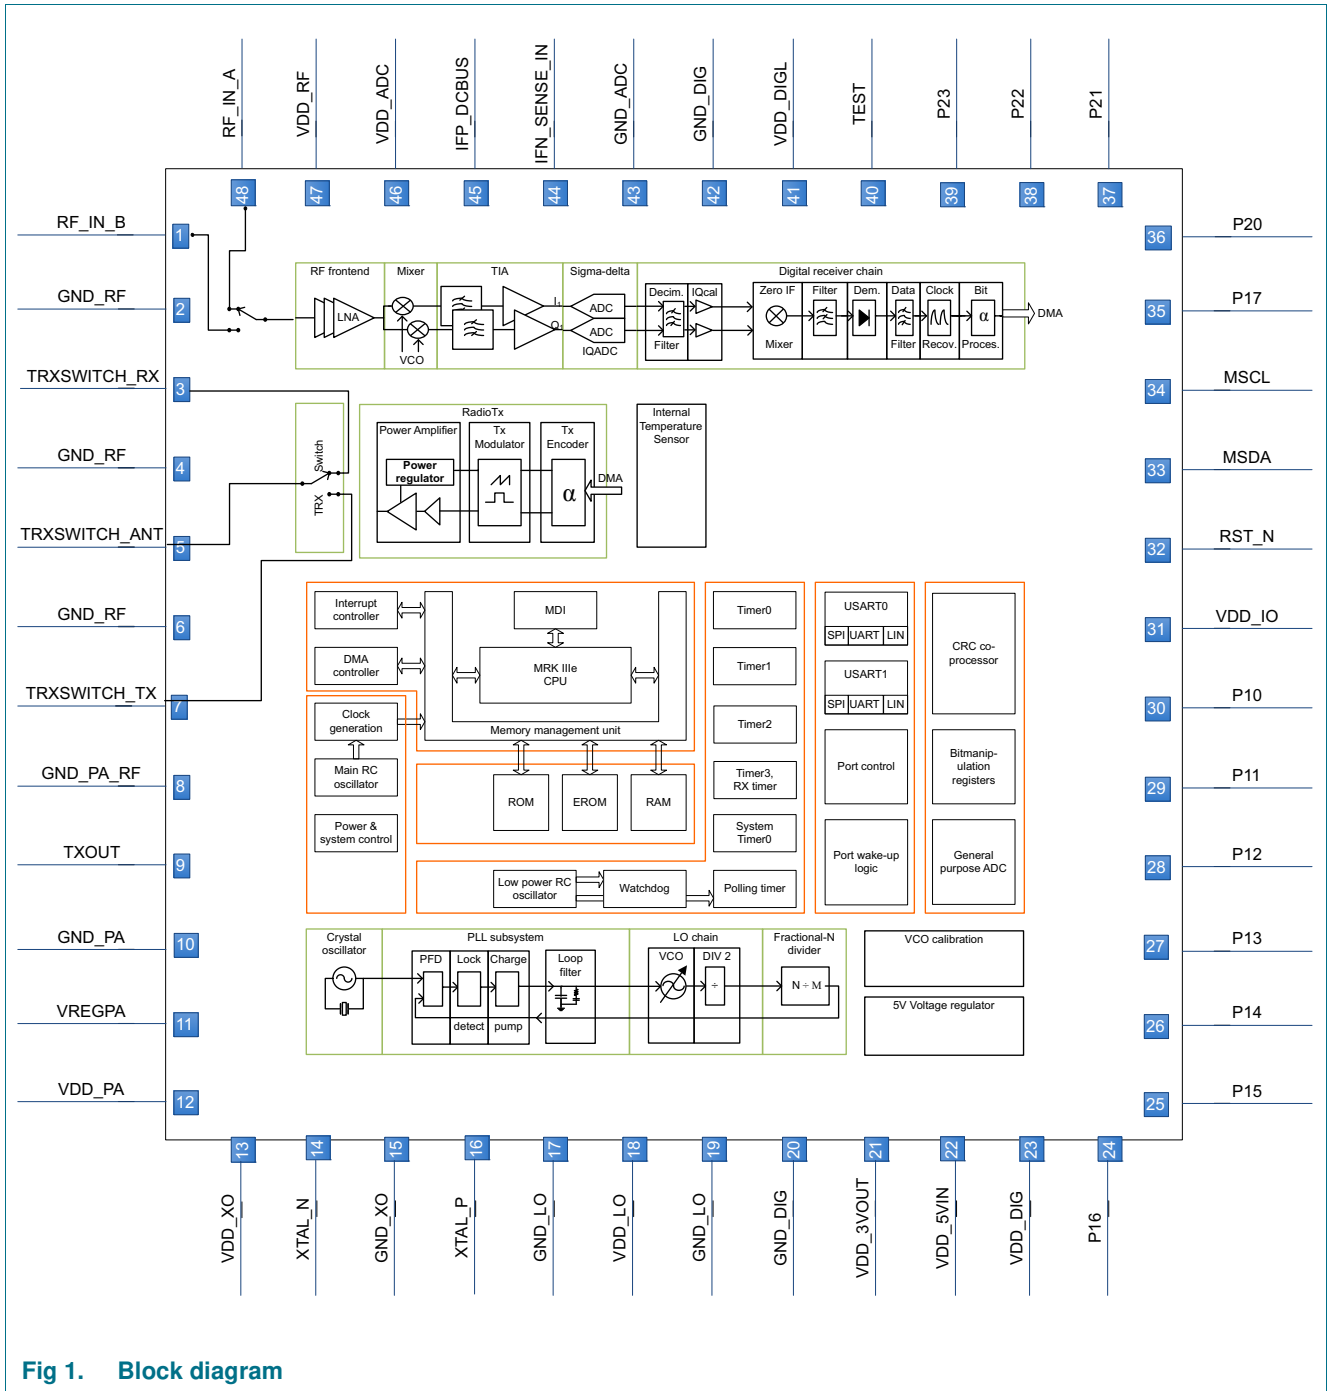 RF_IN_A
VDD_RF
VDD_ADC
IFP_DCBUS
IFN_SENSE_IN
GND_ADC
GND_DIG
VDD_DIGL
TEST
P23
P22
P21
48
47
46
45
44
43
42
41
40
39
38
37
RF_IN_B
1
GND_RF
2
TRXSWITCH_RX
3
GND_RF
4
TRXSWITCH_ANT
5
GND_RF
6
TRXSWITCH_TX
7
GND_PA_RF
8
TXOUT
9
GND_PA
10
VREGPA
11
VDD_PA
12
36
P20
35
P17
34
MSCL
33
MSDA
32
RST_N
31
VDD_IO
30
P10
29
P11
28
P12
27
P13
26
P14
25
P15
RF frontend
LNA
Mixer
VCO
TIA
I
Q
Sigma-delta
ADC
ADC
IQADC
Digital receiver chain
Decim.
Filter
IQcal
Zero IF
Mixer
Filter
Dem.
Data
Filter
Clock
Recov.
Bit
α
Proces.
DMA
Switch
TRX
RadioTx
Power Amplifier
Power
regulator
Tx
Modulator
Tx
Encoder
α
DMA
Internal
Temperature
Sensor
Interrupt
controller
DMA
controller
MDI
MRK IIIe
CPU
Memory management unit
Clock
generation
Main RC
oscillator
Power &
system control
ROM
EROM
RAM
Low power RC
oscillator
Watchdog
Polling timer
Timer0
Timer1
Timer2
Timer3,
RX timer
System
Timer0
USART0
SPI UART LIN
USART1
SPI UART LIN
Port control
Port wake-up
logic
CRC co-
processor
Bitmanip-
ulation
registers
General
purpose ADC
Crystal
oscillator
PLL subsystem
PFD
Lock
detect
Charge
pump
Loop
filter
LO chain
VCO
DIV 2
÷
Fractional-N
divider
N ÷ M
VCO calibration
5V Voltage regulator
13
14
15
16
17
18
19
20
21
22
23
24
VDD_XO
XTAL_N
GND_XO
XTAL_P
GND_LO
VDD_LO
GND_LO
GND_DIG
VDD_3VOUT
VDD_5VIN
VDD_DIG
P16
Fig 1. Block diagram